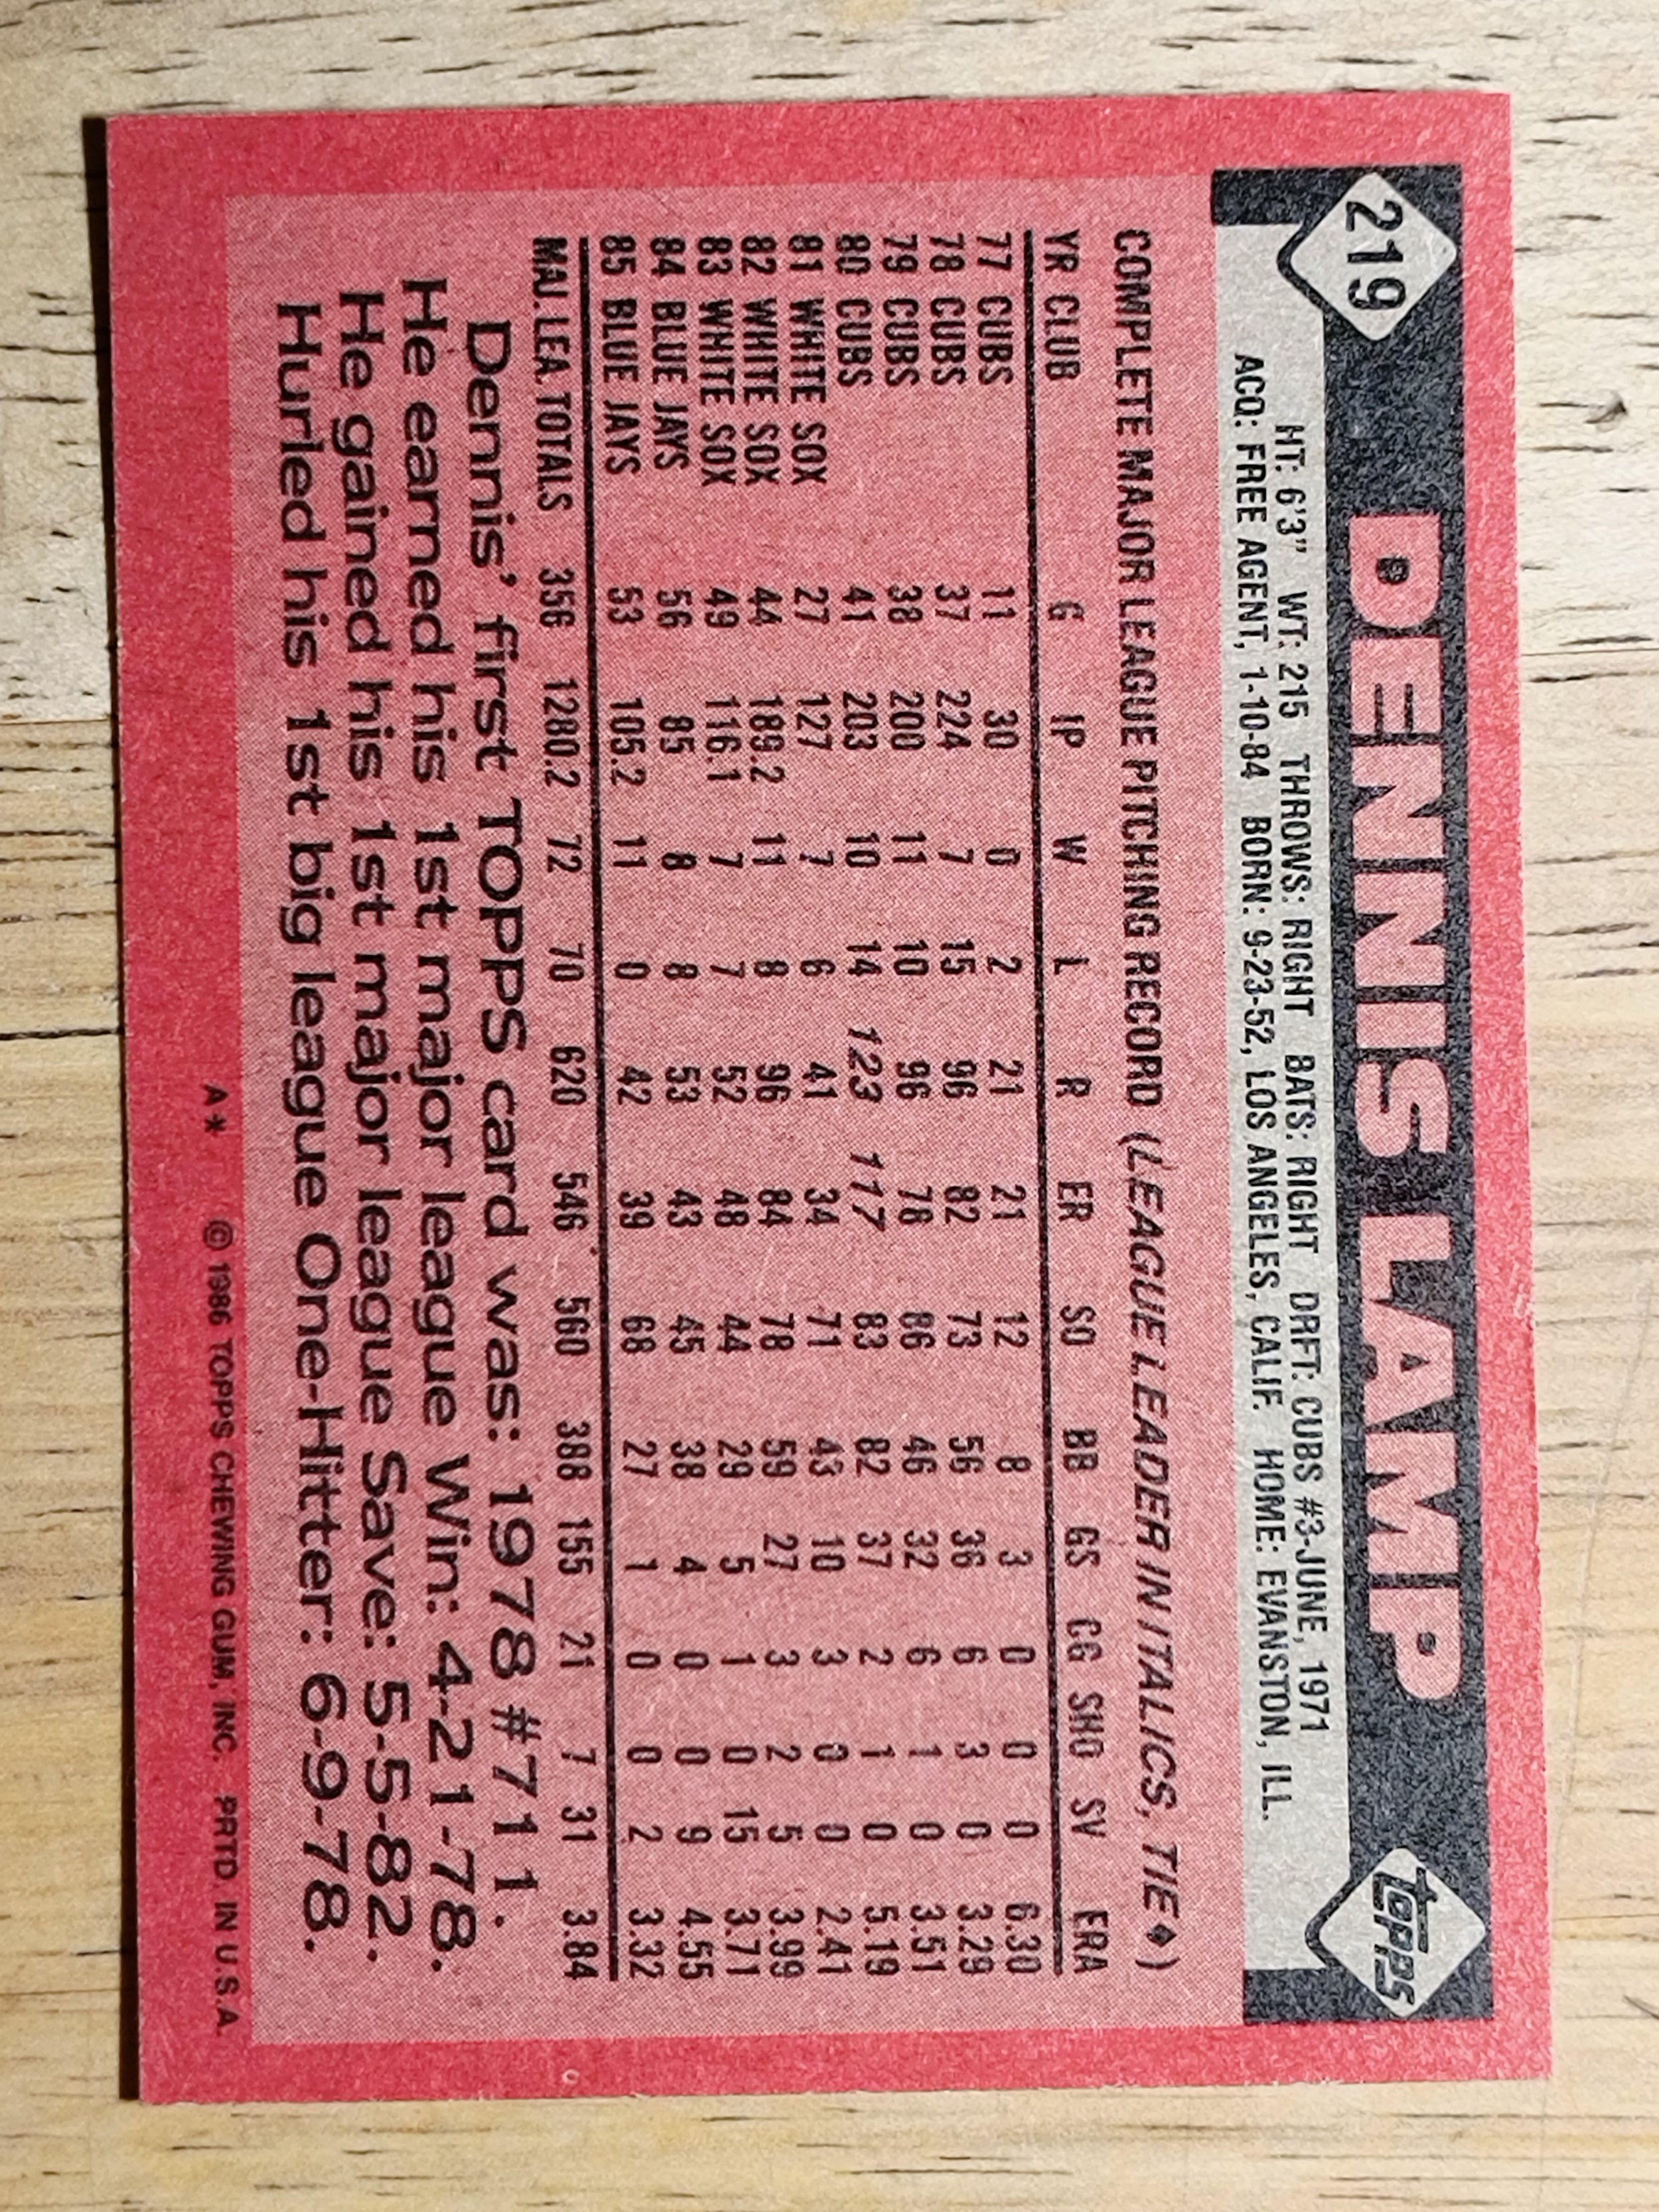 219 DENNIS LAMP topps
HT: 6'3" WT: 215 THROWS: RIGHT BATS: RIGHT DRFT: CUBS #3-JUNE, 1971
ACQ: FREE AGENT, 1-10-84 BORN: 9-23-52, LOS ANGELES, CALIF. HOME: EVANSTON, ILL.
COMPLETE MAJOR LEAGUE PITCHING RECORD (LEAGUE LEADER IN ITALICS, TIE ♦)
YR CLUB G IP W L R ER SO BB GS CG SHO SV ERA
77 CUBS 11 30 0 2 21 21 12 8 3 0 0 0 6.30
78 CUBS 37 224 7 15 96 82 73 56 36 6 3 0 3.29
79 CUBS 38 200 11 10 96 78 86 46 32 6 1 0 3.51
80 CUBS 41 203 10 14 123 117 83 82 37 2 1 0 5.19
81 WHITE SOX 27 127 7 6 41 34 71 43 10 3 0 0 2.41
82 WHITE SOX 44 189.2 11 8 96 84 78 59 27 3 2 5 3.99
83 WHITE SOX 49 116.1 7 7 52 48 44 29 5 1 0 15 3.71
84 BLUE JAYS 56 85 8 8 53 43 45 38 4 0 0 9 4.55
85 BLUE JAYS 53 105.2 11 0 42 39 68 27 1 0 0 2 3.32
MAJ. LEA. TOTALS 356 1280.2 72 70 620 546 560 388 155 21 7 31 3.84
Dennis' first TOPPS card was: 1978 #711.
He earned his 1st major league Win: 4-21-78.
He gained his 1st major league Save: 5-5-82.
Hurled his 1st big league One-Hitter: 6-9-78.
A* © 1986 TOPPS CHEWING GUM, INC. PRTD. IN U.S.A.